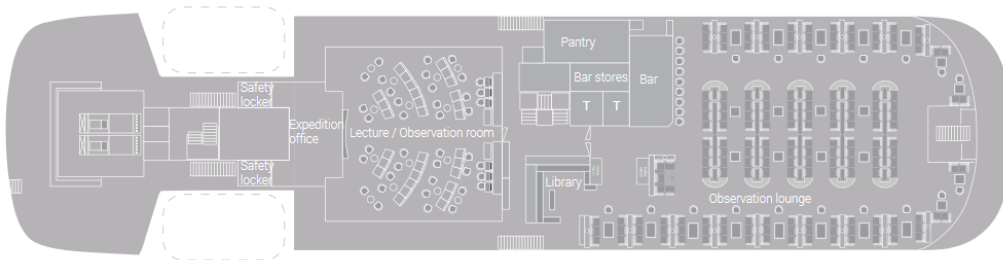 Pantry
Bar stores
Bar
T T
Safety
locker
Expedition
office
Lecture / Observation room
Safety
locker
Library
Observation lounge